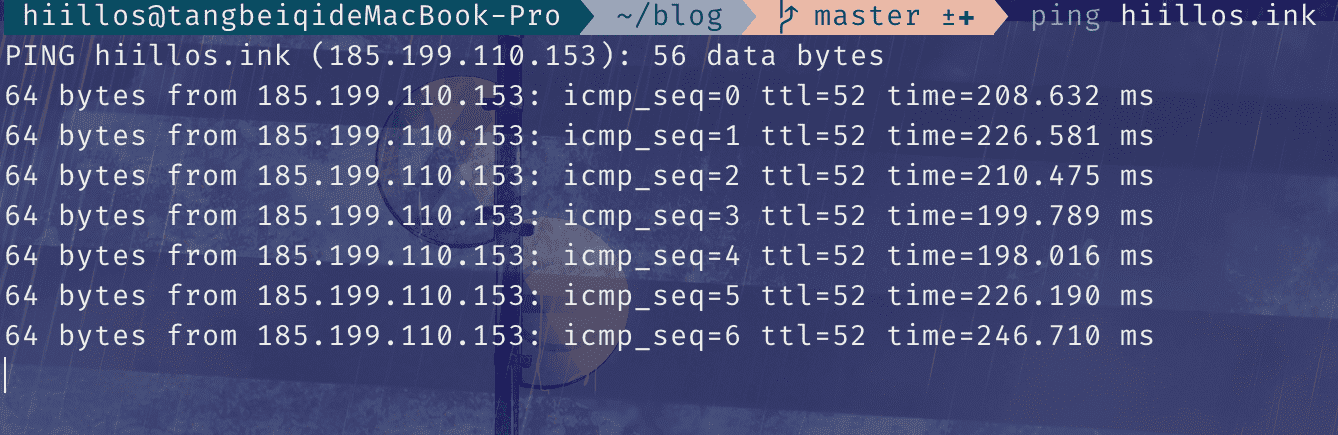 hiillos@tangbeiqideMacBook-Pro ~/blog master ±✚ ping hiillos.ink
PING hiillos.ink (185.199.110.153): 56 data bytes
64 bytes from 185.199.110.153: icmp_seq=0 ttl=52 time=208.632 ms
64 bytes from 185.199.110.153: icmp_seq=1 ttl=52 time=226.581 ms
64 bytes from 185.199.110.153: icmp_seq=2 ttl=52 time=210.475 ms
64 bytes from 185.199.110.153: icmp_seq=3 ttl=52 time=199.789 ms
64 bytes from 185.199.110.153: icmp_seq=4 ttl=52 time=198.016 ms
64 bytes from 185.199.110.153: icmp_seq=5 ttl=52 time=226.190 ms
64 bytes from 185.199.110.153: icmp_seq=6 ttl=52 time=246.710 ms